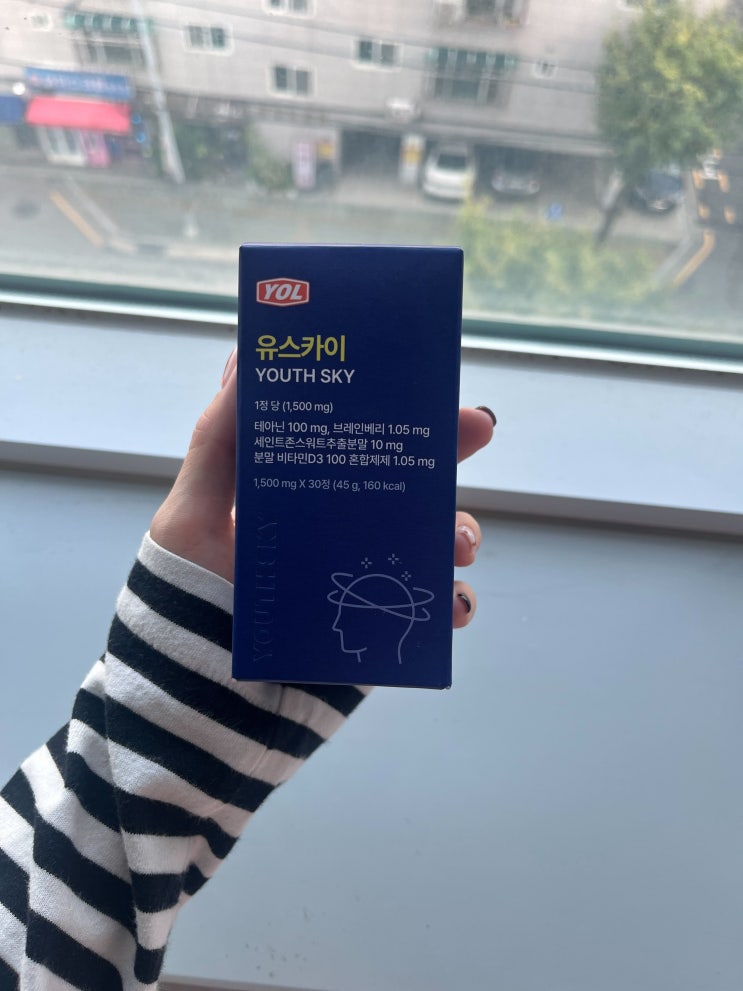 YOL
유스카이
YOUTH SKY
1정 당 (1,500 mg)
테아닌 100 mg, 브레인베리 1.05 mg
세인트존스워트추출분말 10 mg
분말 비타민D3 100 혼합제제 1.05 mg
1,500 mg X 30정 (45 g, 160 kcal)
YOUTH SKY